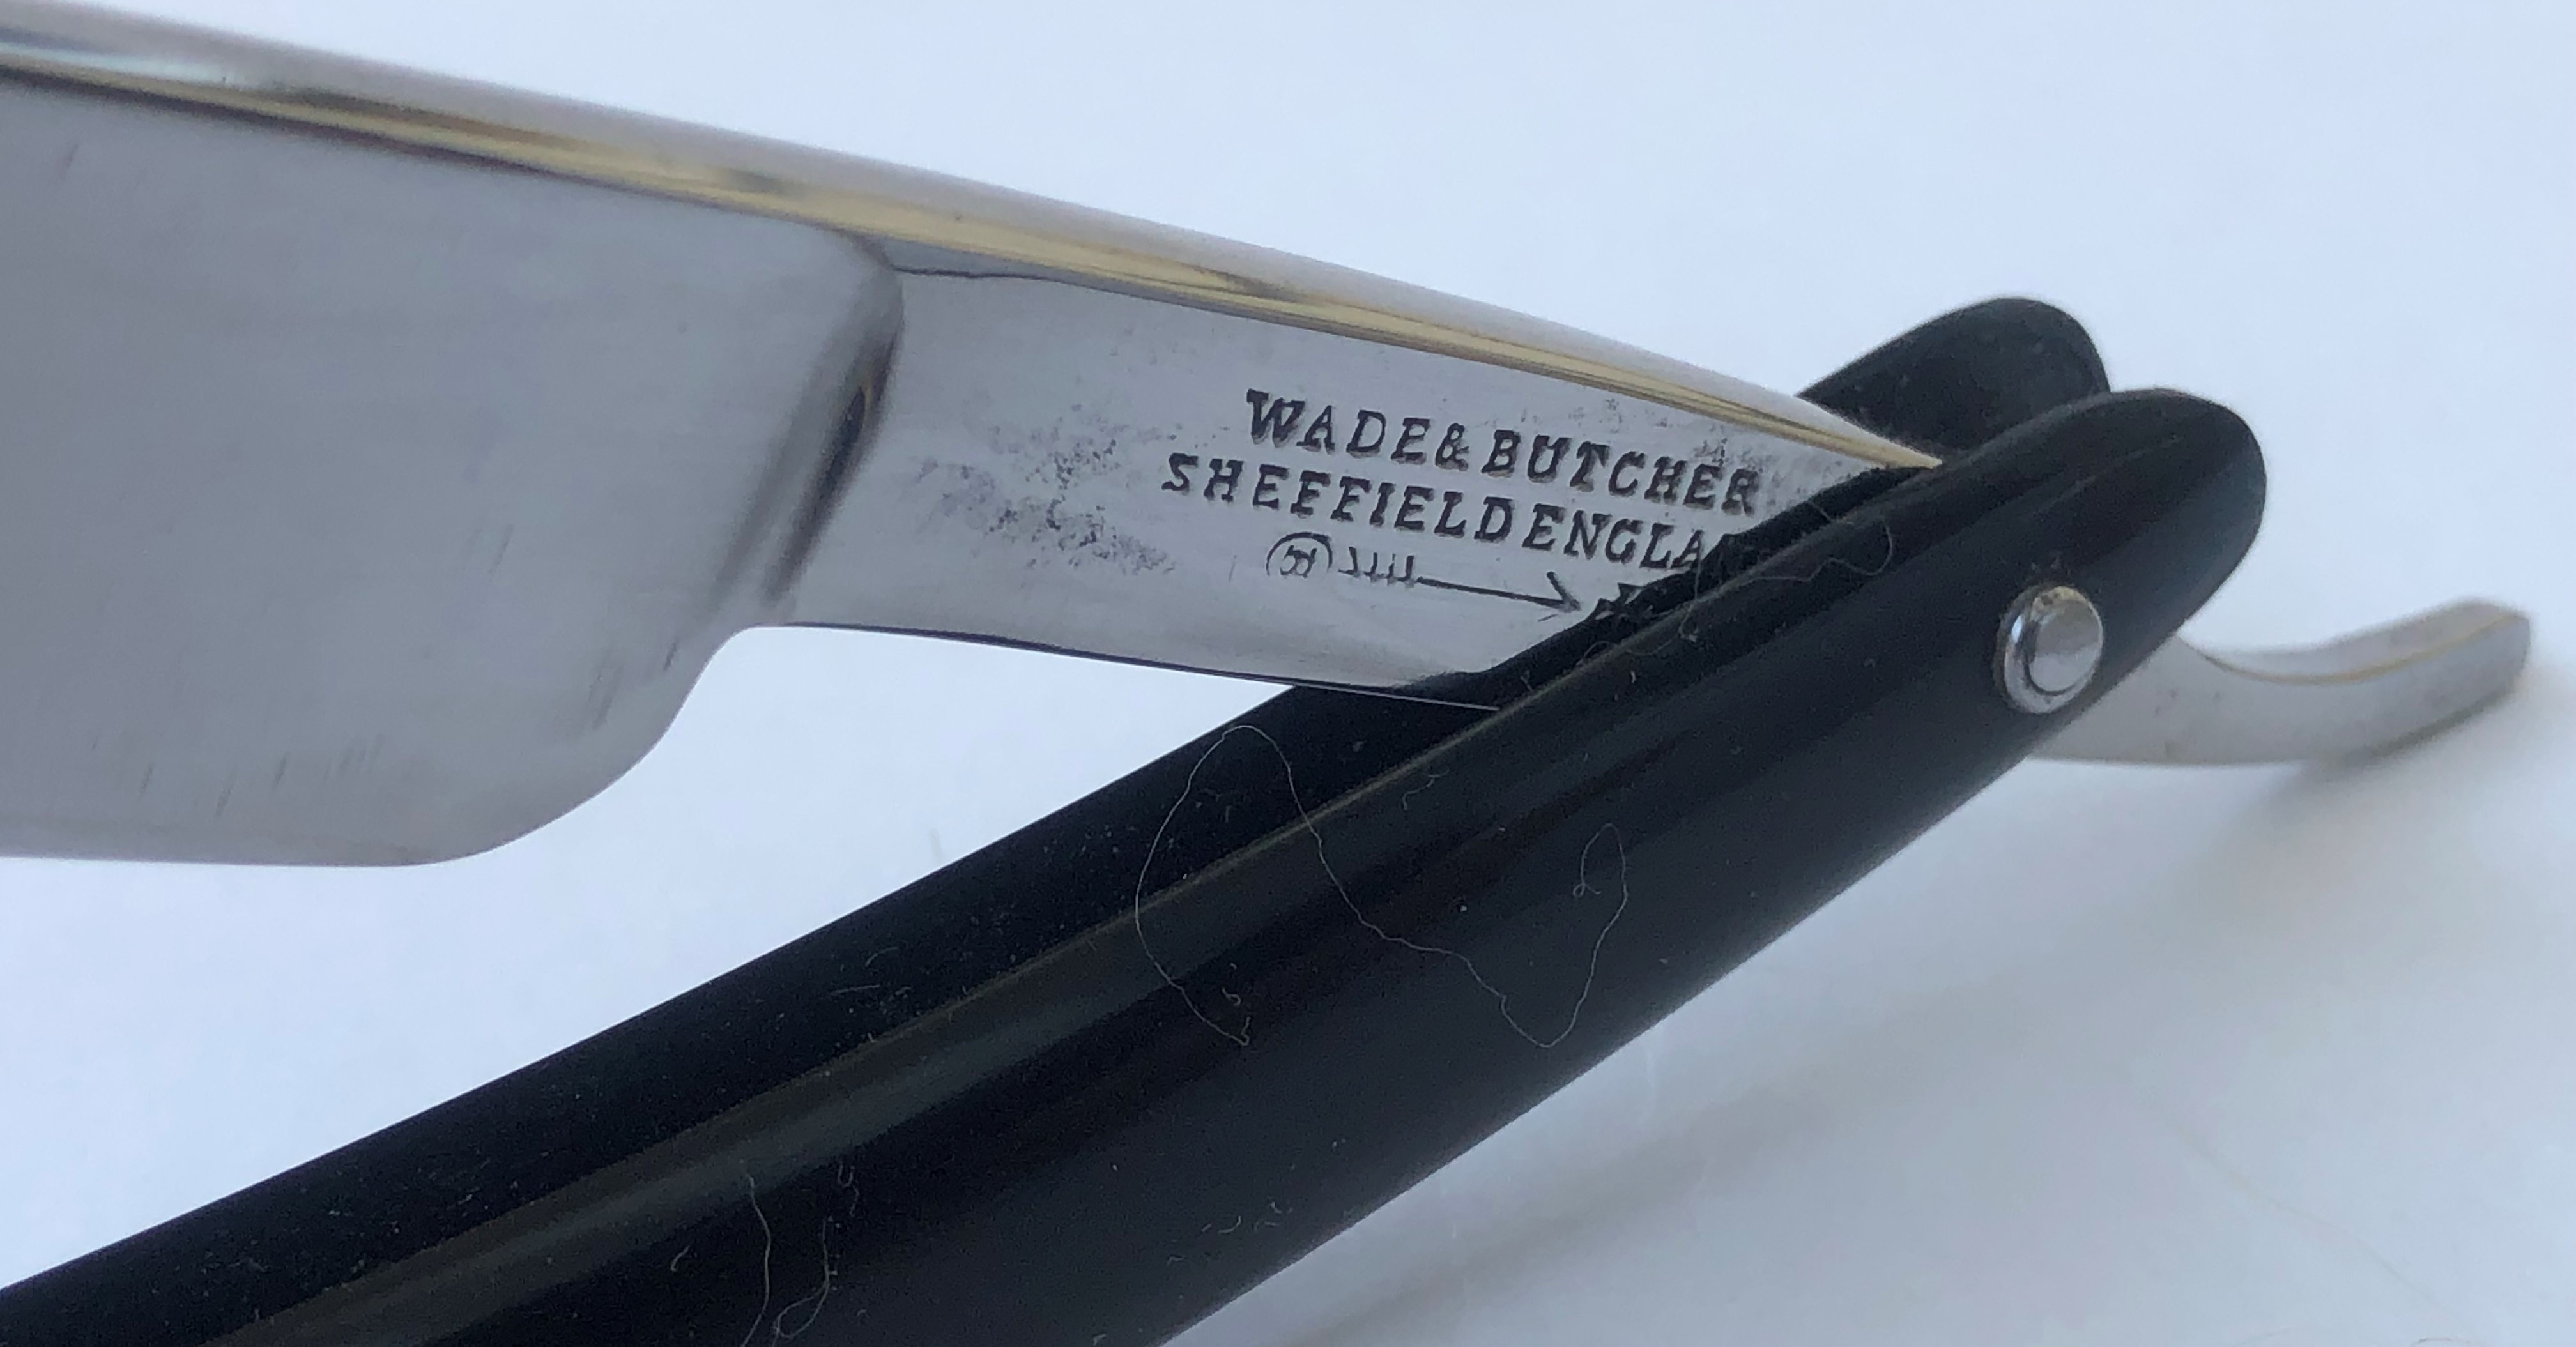 WADE & BUTCHER
SHEFFIELD ENGLA